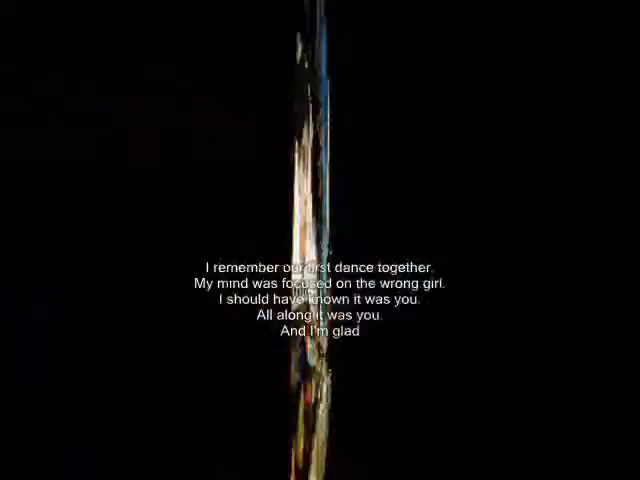 I remember our first dance together.
My mind was focused on the wrong girl.
I should have known it was you.
All along it was you.
And I'm glad